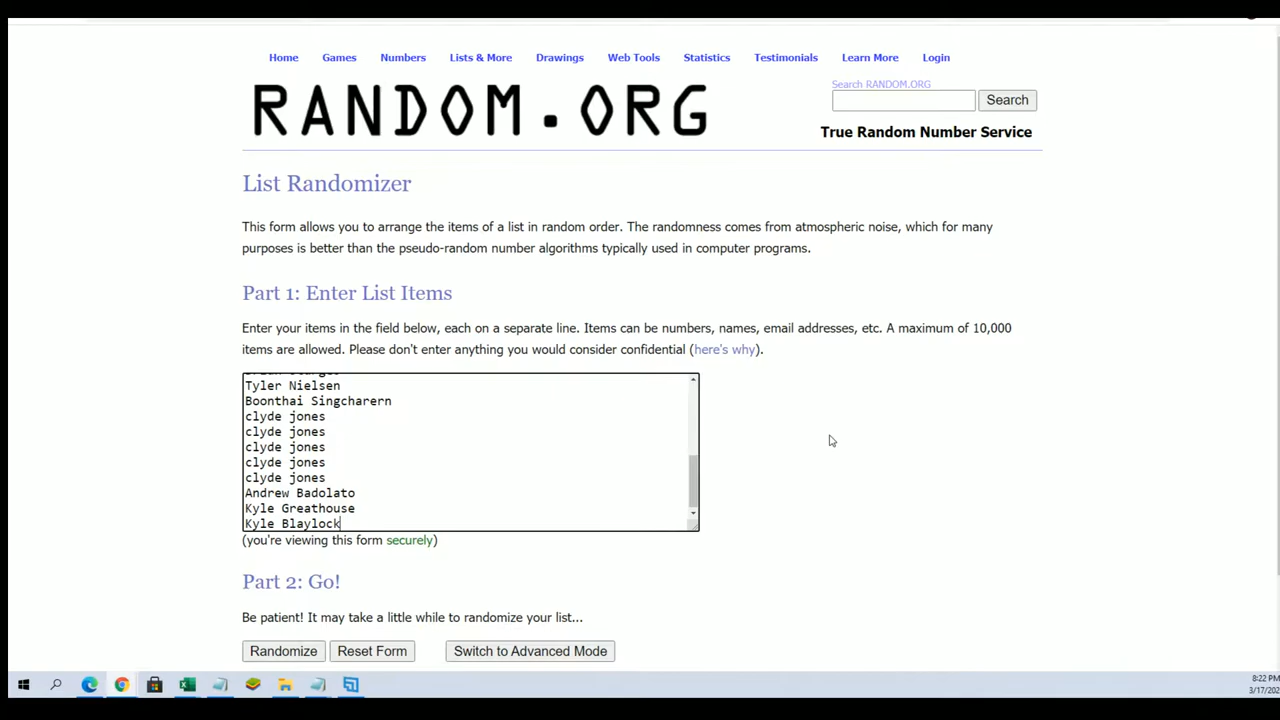 Home Games Numbers Lists & More Drawings Web Tools Statistics Testimonials Learn More Login
RANDOM.ORG
Search RANDOM.ORG
Search
True Random Number Service
List Randomizer
This form allows you to arrange the items of a list in random order. The randomness comes from atmospheric noise, which for many
purposes is better than the pseudo-random number algorithms typically used in computer programs.
Part 1: Enter List Items
Enter your items in the field below, each on a separate line. Items can be numbers, names, email addresses, etc. A maximum of 10,000
items are allowed. Please don't enter anything you would consider confidential (here's why).
Tyler Nielsen
Boonthai Singcharern
clyde jones
clyde jones
clyde jones
clyde jones
clyde jones
Andrew Badolato
Kyle Greathouse
Kyle Blaylock
(you're viewing this form securely)
Part 2: Go!
Be patient! It may take a little while to randomize your list...
Randomize Reset Form Switch to Advanced Mode
8:22 PM